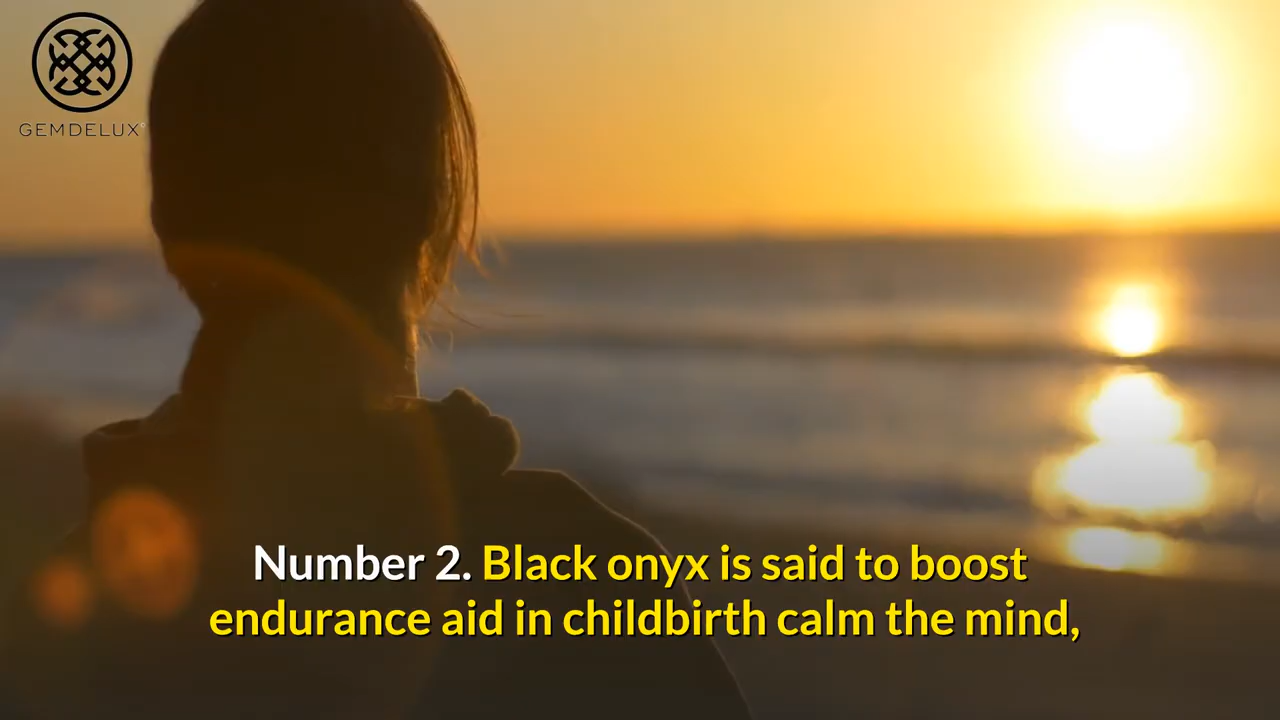 GEMDELUX®
Number 2. Black onyx is said to boost
endurance aid in childbirth calm the mind,